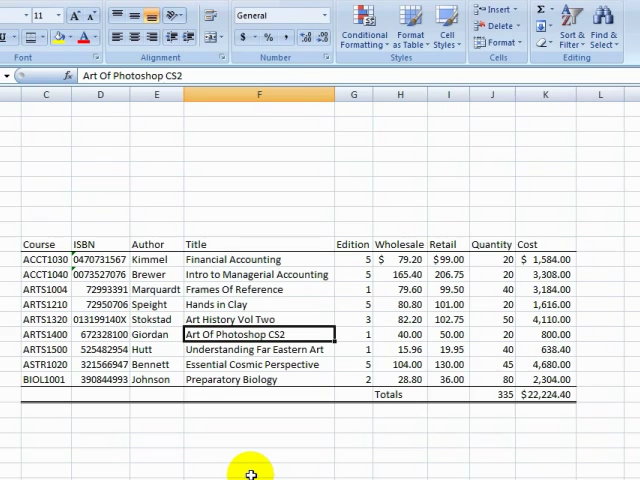 11 A A General Insert Σ
U $ % , Conditional Formatting Format as Table Cell Styles Delete Format Sort & Filter Find & Select
Font Alignment Number Styles Cells Editing
fx Art Of Photoshop CS2
C D E F G H I J K L
Course ISBN Author Title Edition Wholesale Retail Quantity Cost
ACCT1030 0470731567 Kimmel Financial Accounting 5 $ 79.20 $99.00 20 $ 1,584.00
ACCT1040 0073527076 Brewer Intro to Managerial Accounting 5 165.40 206.75 20 3,308.00
ARTS1004 72993391 Marquardt Frames Of Reference 1 79.60 99.50 40 3,184.00
ARTS1210 72950706 Speight Hands in Clay 5 80.80 101.00 20 1,616.00
ARTS1320 013199140X Stokstad Art History Vol Two 3 82.20 102.75 50 4,110.00
ARTS1400 672328100 Giordan Art Of Photoshop CS2 1 40.00 50.00 20 800.00
ARTS1500 525482954 Hutt Understanding Far Eastern Art 1 15.96 19.95 40 638.40
ASTR1020 321566947 Bennett Essential Cosmic Perspective 5 104.00 130.00 45 4,680.00
BIOL1001 390844993 Johnson Preparatory Biology 2 28.80 36.00 80 2,304.00
Totals 335 $22,224.40